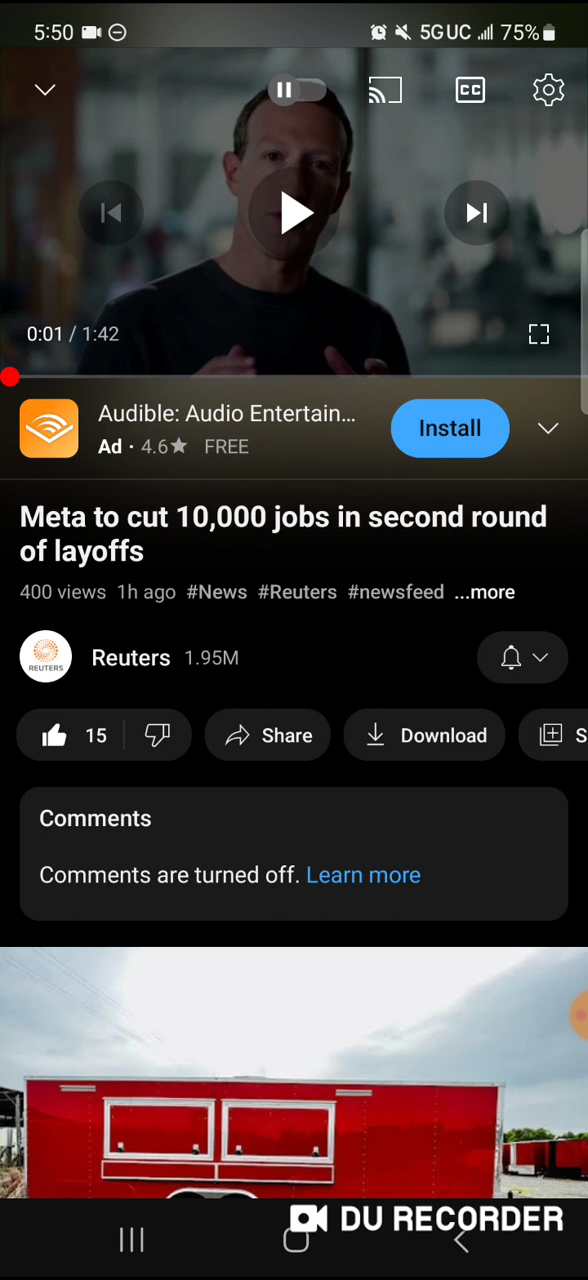 5:50 5GUC 75%
CC
0:01 / 1:42
Audible: Audio Entertain...
Ad • 4.6★ FREE
Install
Meta to cut 10,000 jobs in second round
of layoffs
400 views 1h ago #News #Reuters #newsfeed ...more
REUTERS
Reuters 1.95M
15 Share Download S
Comments
Comments are turned off. Learn more
DU RECORDER